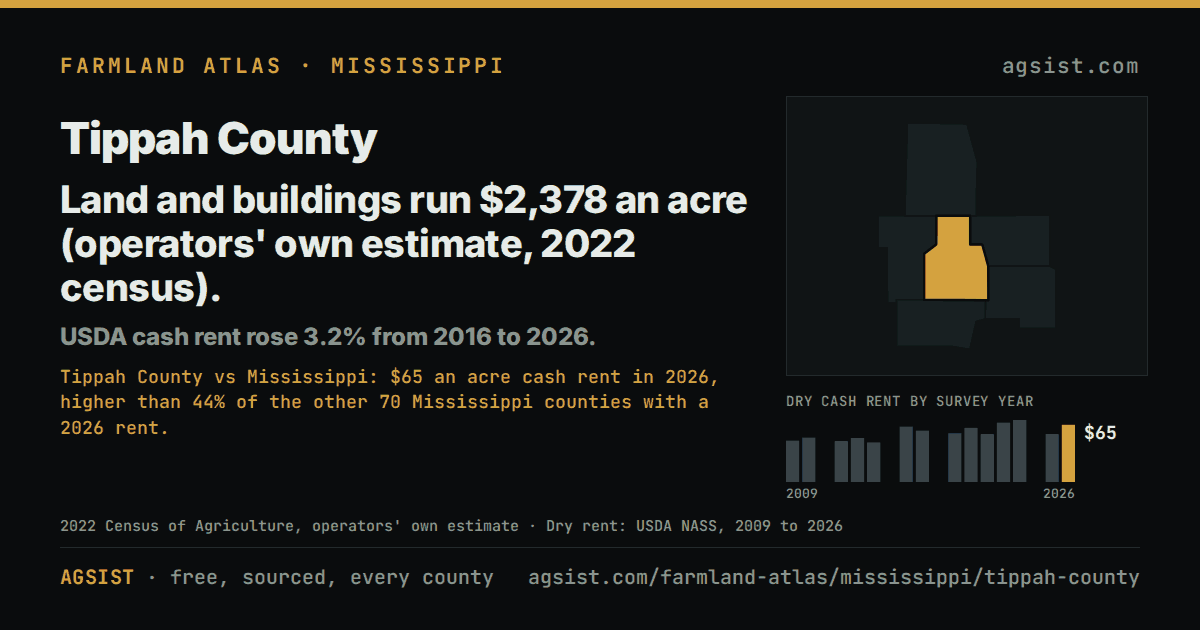 FARMLAND ATLAS · MISSISSIPPI
agsist.com
Tippah County
Land and buildings run $2,378 an acre
(operators' own estimate, 2022
census).
USDA cash rent rose 3.2% from 2016 to 2026.
Tippah County vs Mississippi: $65 an acre cash rent in 2026,
higher than 44% of the other 70 Mississippi counties with a
2026 rent.
DRY CASH RENT BY SURVEY YEAR
$65
2009
2026
2022 Census of Agriculture, operators' own estimate · Dry rent: USDA NASS, 2009 to 2026
AGSIST · free, sourced, every county
agsist.com/farmland-atlas/mississippi/tippah-county